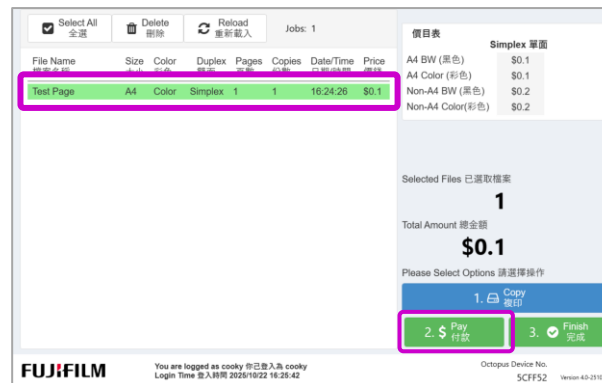 Select All
全選
Delete
刪除
Reload
重新載入
Jobs: 1
File Name Size Color Duplex Pages Copies Date/Time Price
Test Page A4 Color Simplex 1 1 16:24:26 $0.1
價目表
Simplex 單面
A4 BW (黑色) $0.1
A4 Color (彩色) $0.1
Non-A4 BW (黑色) $0.2
Non-A4 Color(彩色) $0.2
Selected Files 已選取檔案
1
Total Amount 總金額
$0.1
Please Select Options 請選擇操作
1. Copy
複印
2. $ Pay
付款
3. Finish
完成
FUJIFILM
You are logged as cooky 你己登入為 cooky
Login Time 登入時間 2025/10/22 16:25:42
Octopus Device No.
5CFF52
Version 4.0-2510